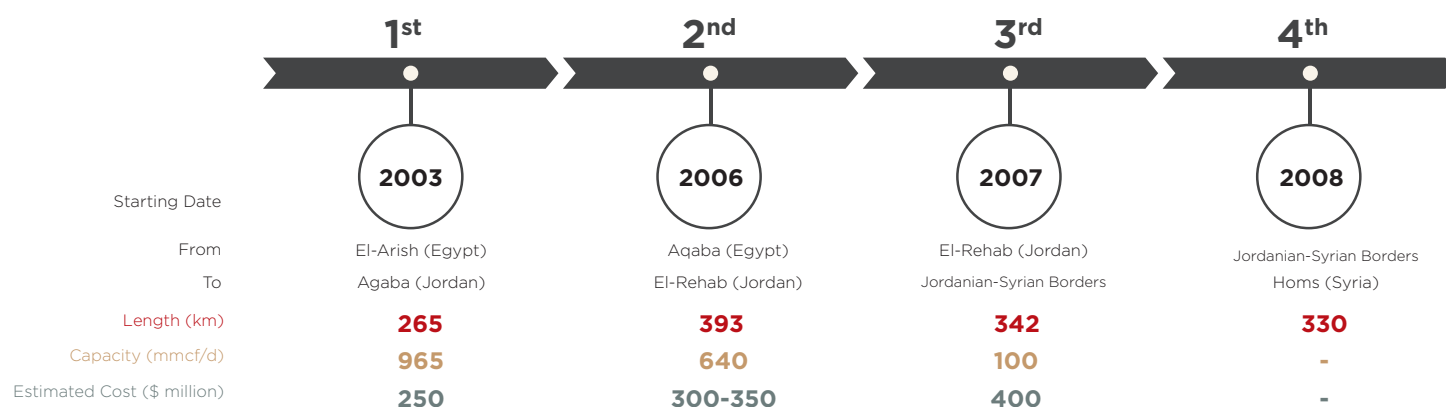 1st 2nd 3rd 4th
Starting Date 2003 2006 2007 2008
From El-Arish (Egypt) Aqaba (Egypt) El-Rehab (Jordan) Jordanian-Syrian Borders
To Agaba (Jordan) El-Rehab (Jordan) Jordanian-Syrian Borders Homs (Syria)
Length (km) 265 393 342 330
Capacity (mmcf/d) 965 640 100 -
Estimated Cost ($ million) 250 300-350 400 -